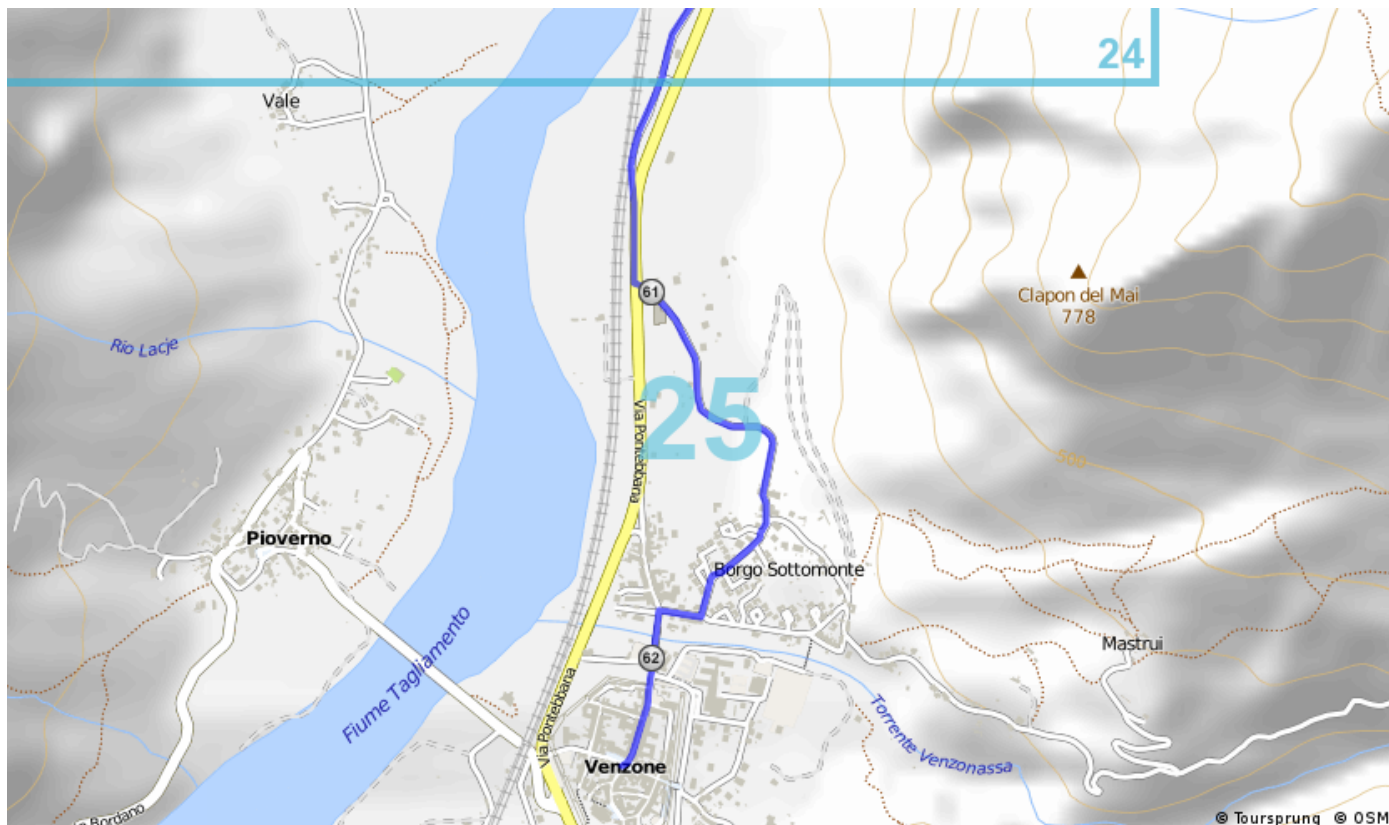 24
Vale
61
Clapon del Mai
778
Rio Lacje
25
Via Pontebbana
500
Pioverno
Borgo Sottomonte
Fiume Tagliamento
Mastrui
62
Via Pontebbana
Torrente Venzonassa
Venzone
Bordano
© Toursprung © OSM